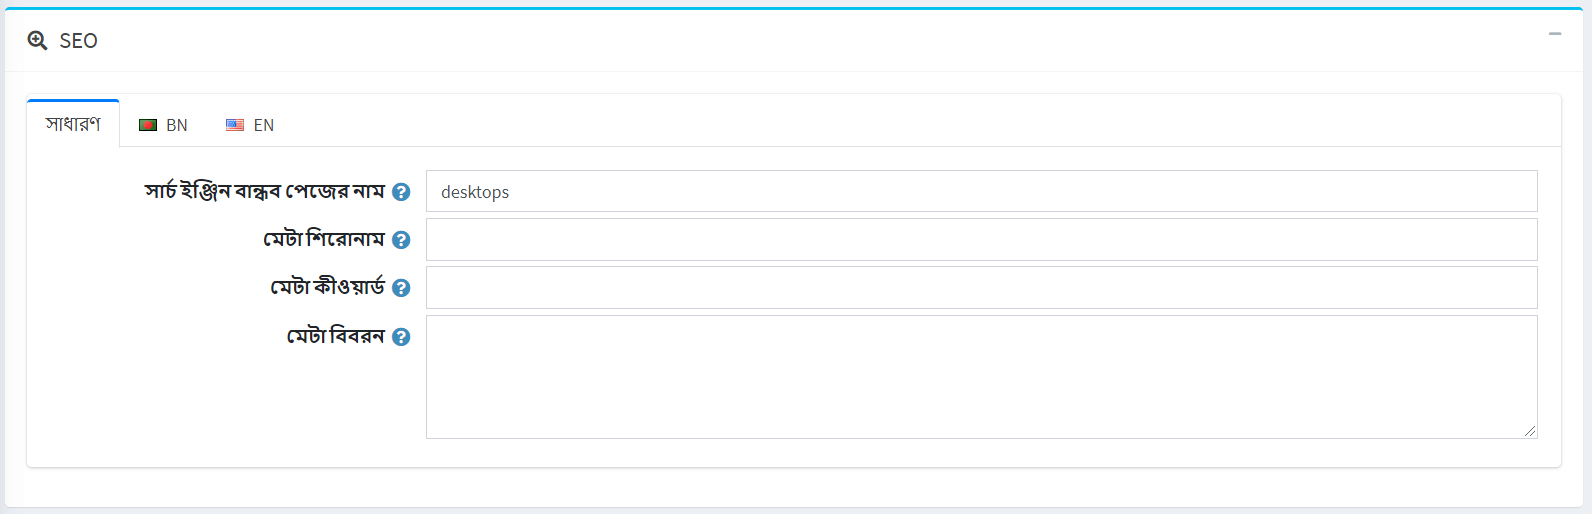 SEO
সাধারণ BN EN
সার্চ ইঞ্জিন বান্ধব পেজের নাম desktops
মেটা শিরোনাম
মেটা কীওয়ার্ড
মেটা বিবরন